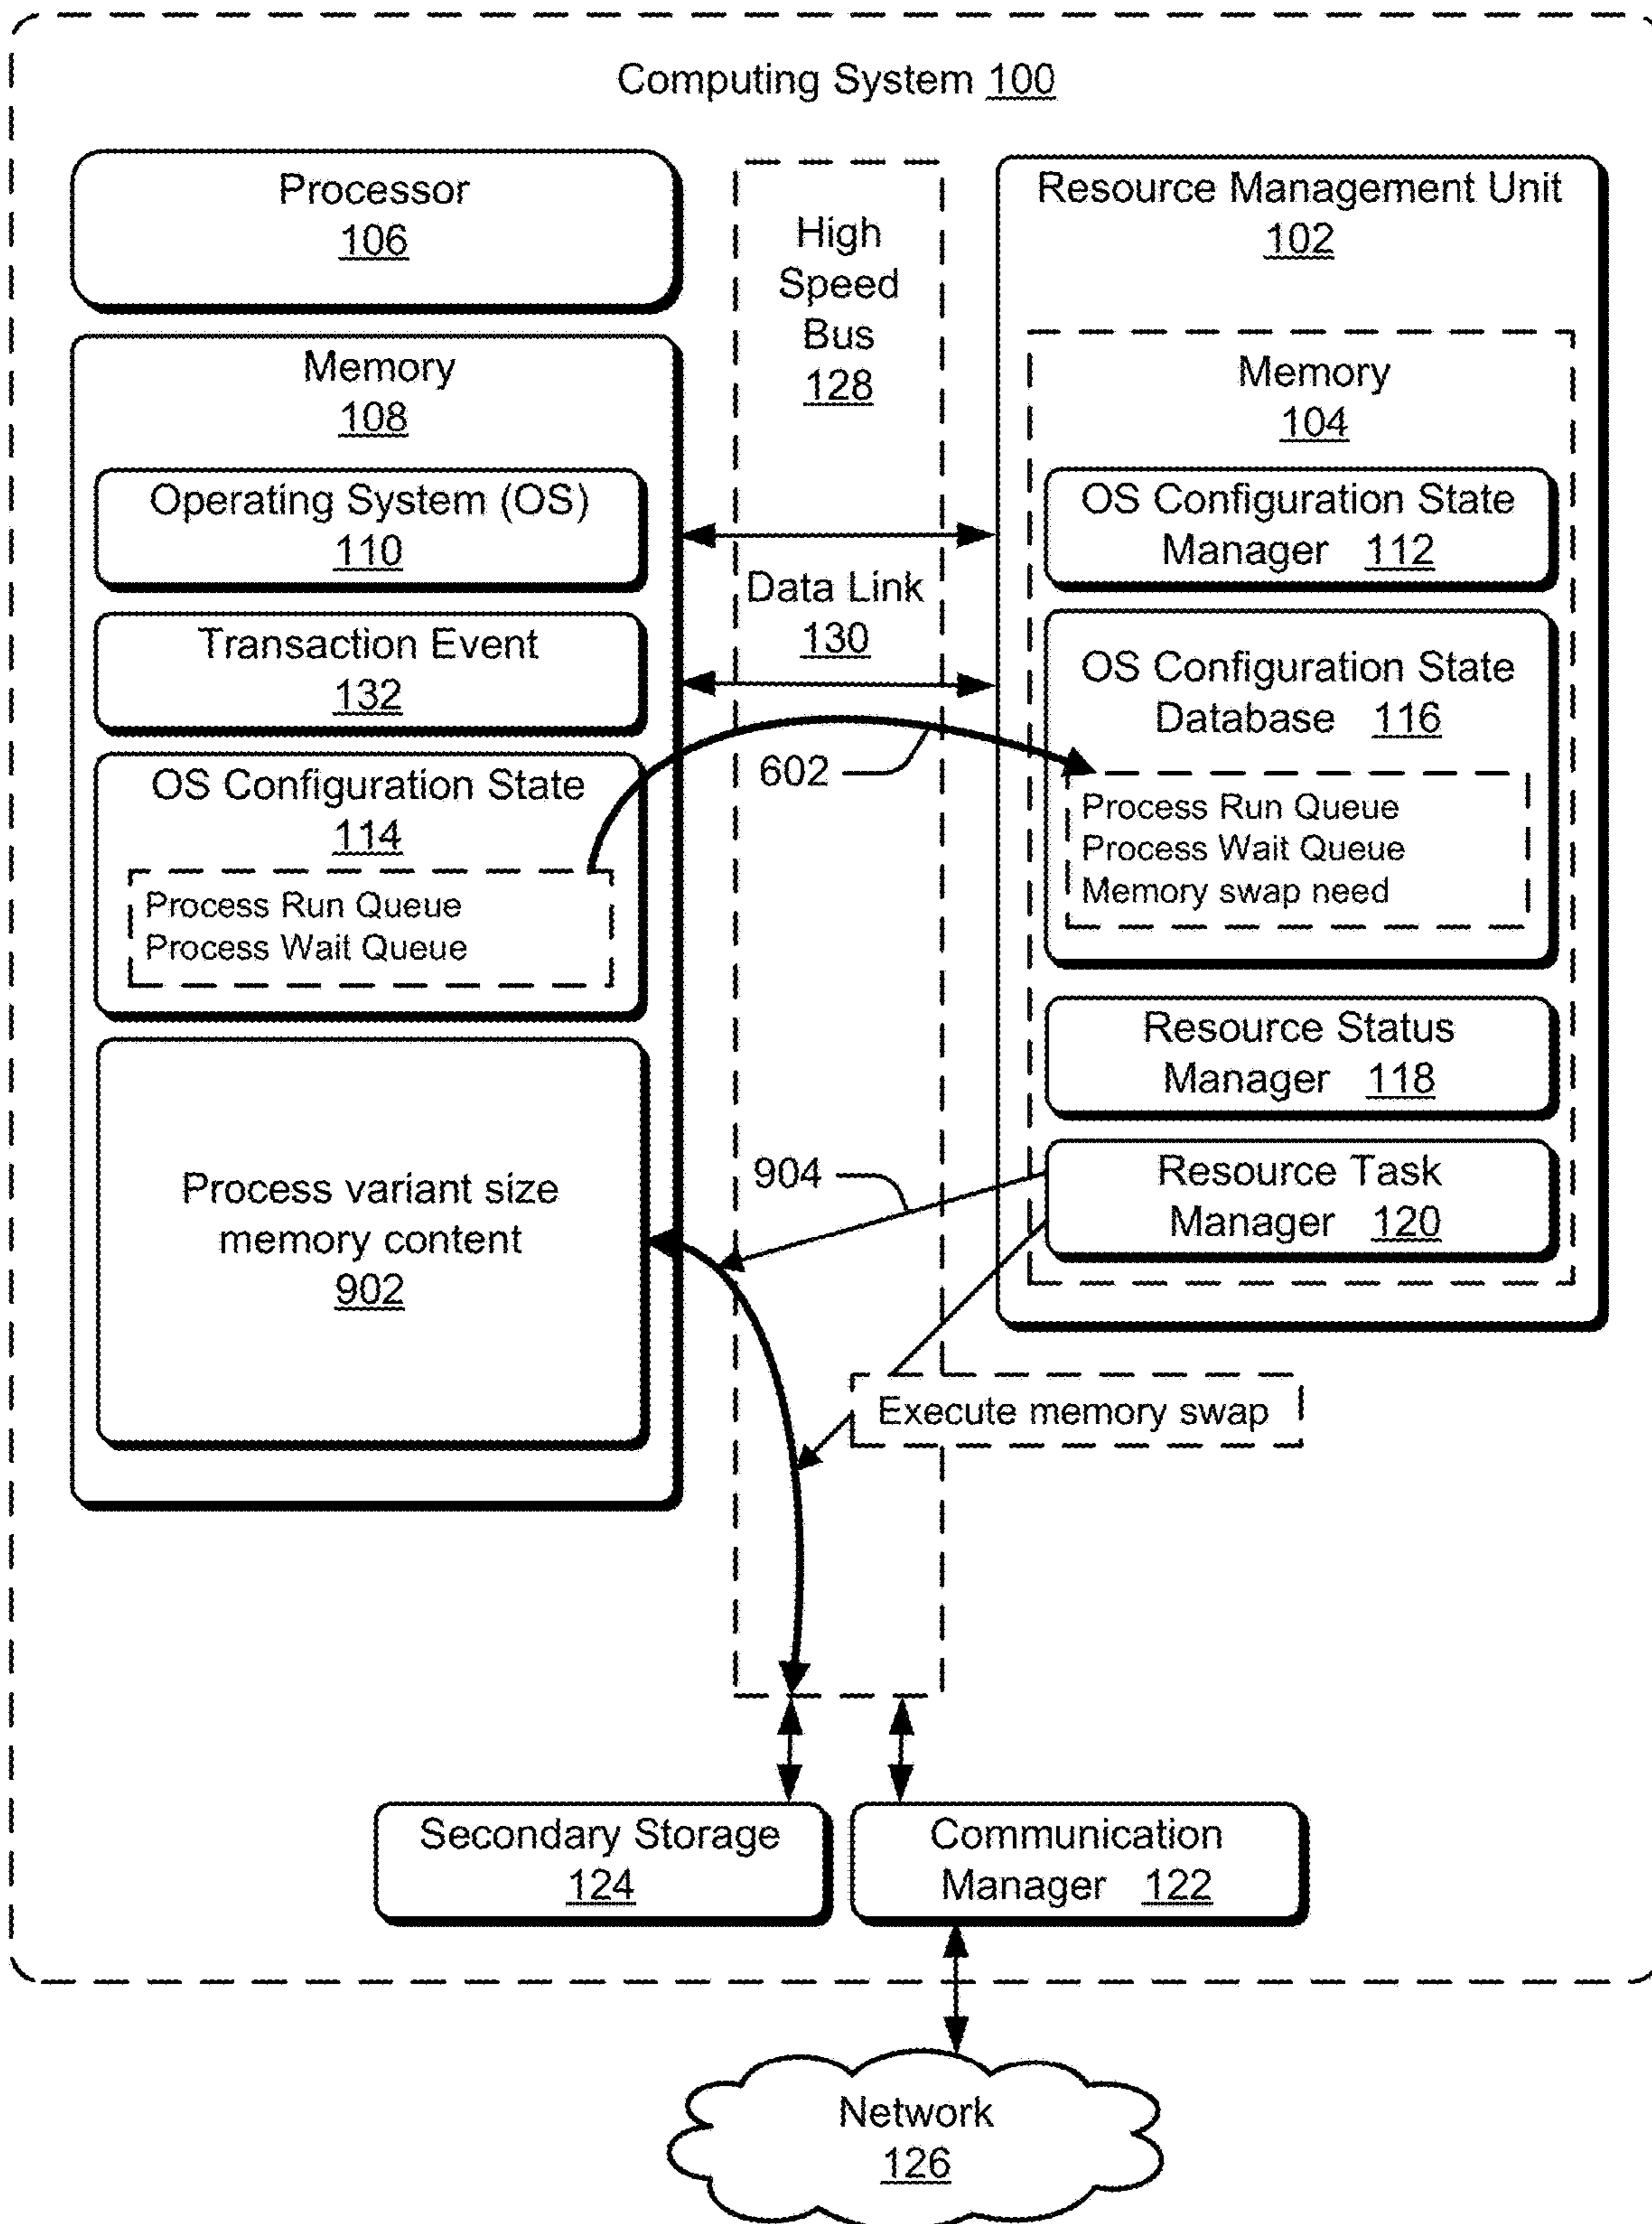 Computing System 100
Processor
106
Memory
108
Operating System (OS)
110
Transaction Event
132
OS Configuration State
114
Process Run Queue
Process Wait Queue
Process variant size
memory content
902
High
Speed
Bus
128
Data Link
130
602
904
Resource Management Unit
102
Memory
104
OS Configuration State
Manager 112
OS Configuration State
Database 116
Process Run Queue
Process Wait Queue
Memory swap need
Resource Status
Manager 118
Resource Task
Manager 120
Execute memory swap
Secondary Storage
124
Communication
Manager 122
Network
126